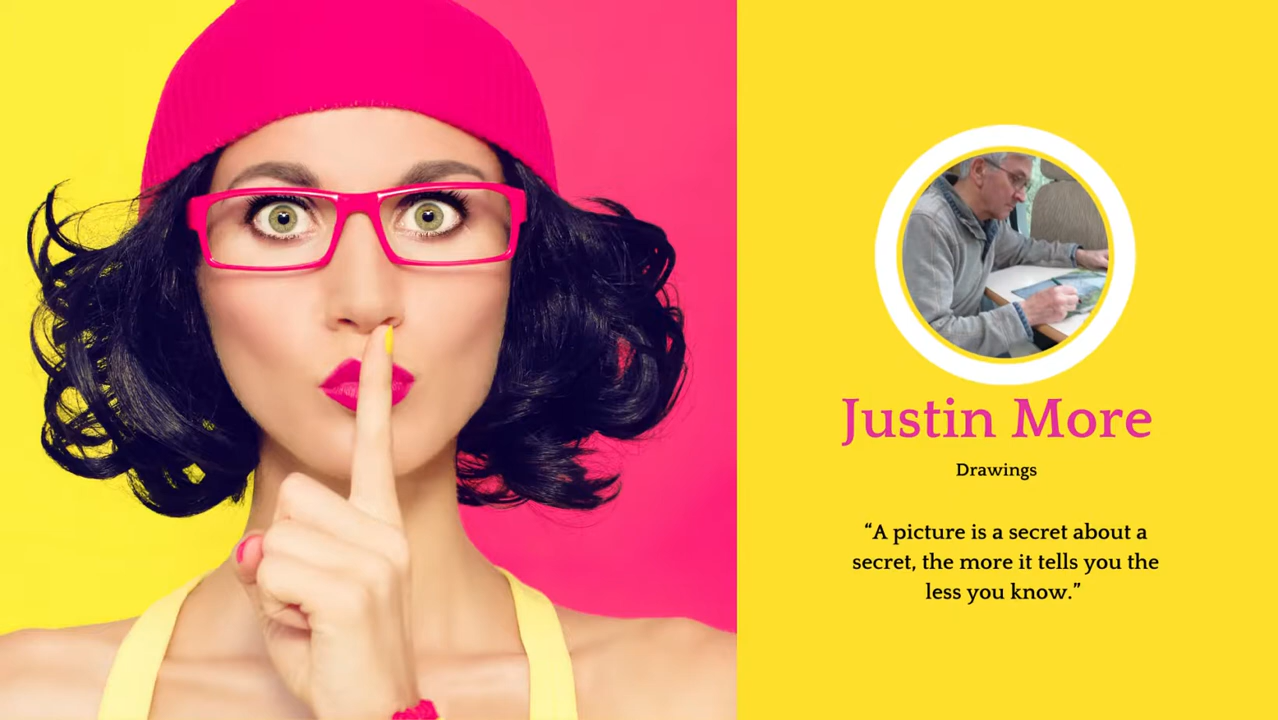 Justin More
Drawings
“A picture is a secret about a
secret, the more it tells you the
less you know.”